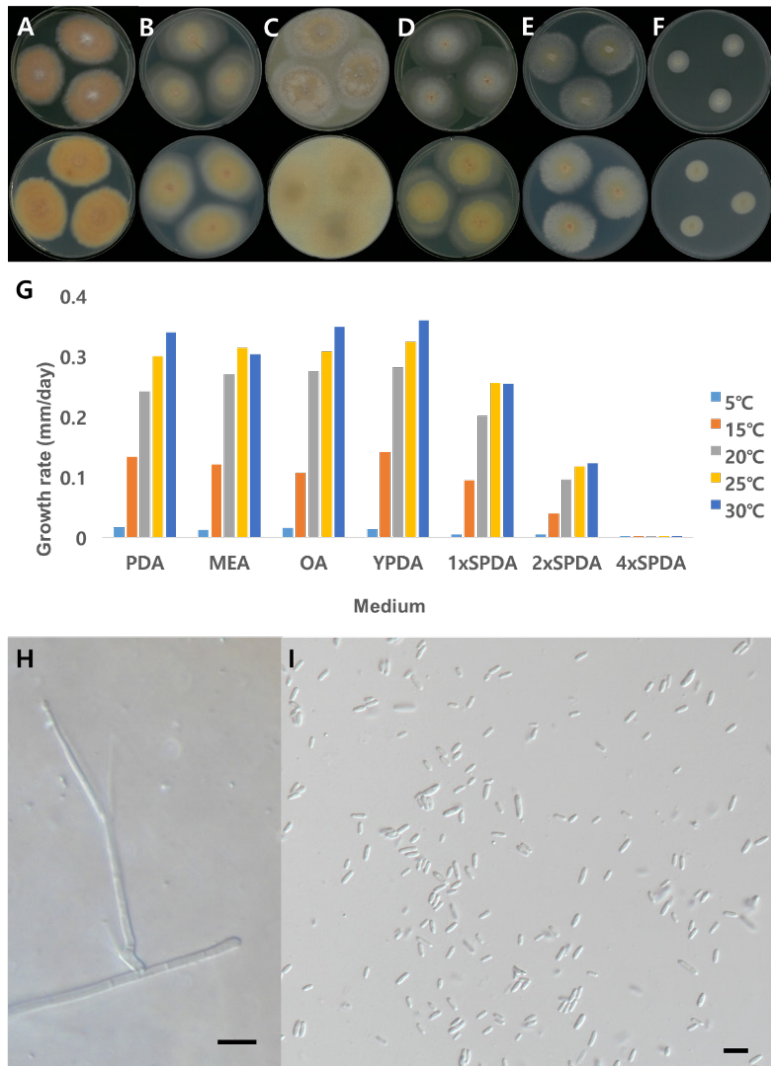 A B C D E F
G
0.4
0.3
0.2
0.1
0
Growth rate (mm/day)
5℃
15℃
20℃
25℃
30℃
PDA MEA OA YPDA 1xSPDA 2xSPDA 4xSPDA
Medium
H I